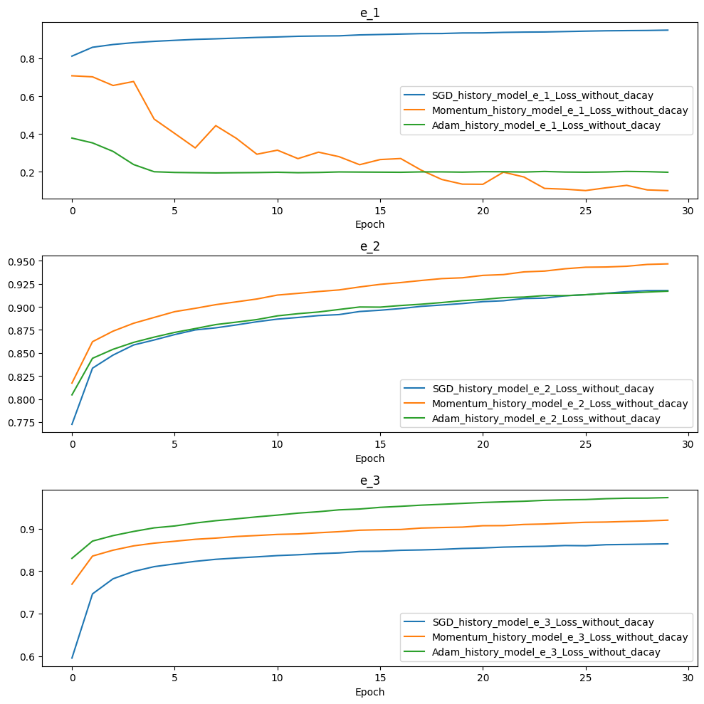 e_1
0.8
0.6
0.4
0.2
SGD_history_model_e_1_Loss_without_dacay
Momentum_history_model_e_1_Loss_without_dacay
Adam_history_model_e_1_Loss_without_dacay
0 5 10 15 20 25 30
Epoch
e_2
0.950
0.925
0.900
0.875
0.850
0.825
0.800
0.775
SGD_history_model_e_2_Loss_without_dacay
Momentum_history_model_e_2_Loss_without_dacay
Adam_history_model_e_2_Loss_without_dacay
0 5 10 15 20 25 30
Epoch
e_3
0.9
0.8
0.7
0.6
SGD_history_model_e_3_Loss_without_dacay
Momentum_history_model_e_3_Loss_without_dacay
Adam_history_model_e_3_Loss_without_dacay
0 5 10 15 20 25 30
Epoch